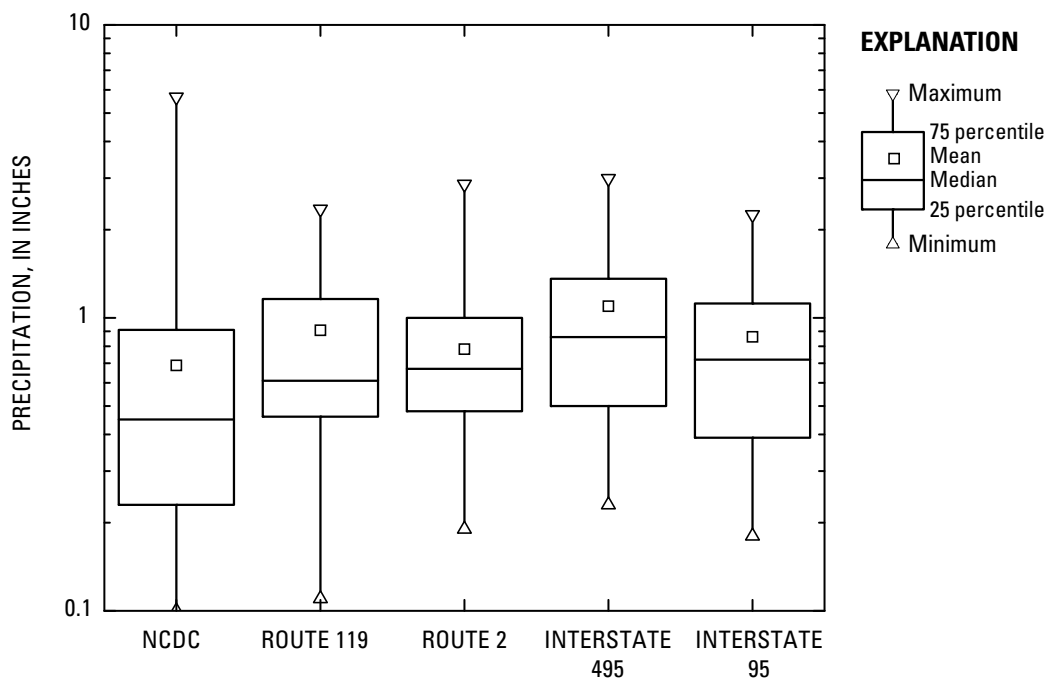 10
1
0.1
PRECIPITATION, IN INCHES
NCDC
ROUTE 119
ROUTE 2
INTERSTATE
495
INTERSTATE
95
EXPLANATION
Maximum
75 percentile
Mean
Median
25 percentile
Minimum